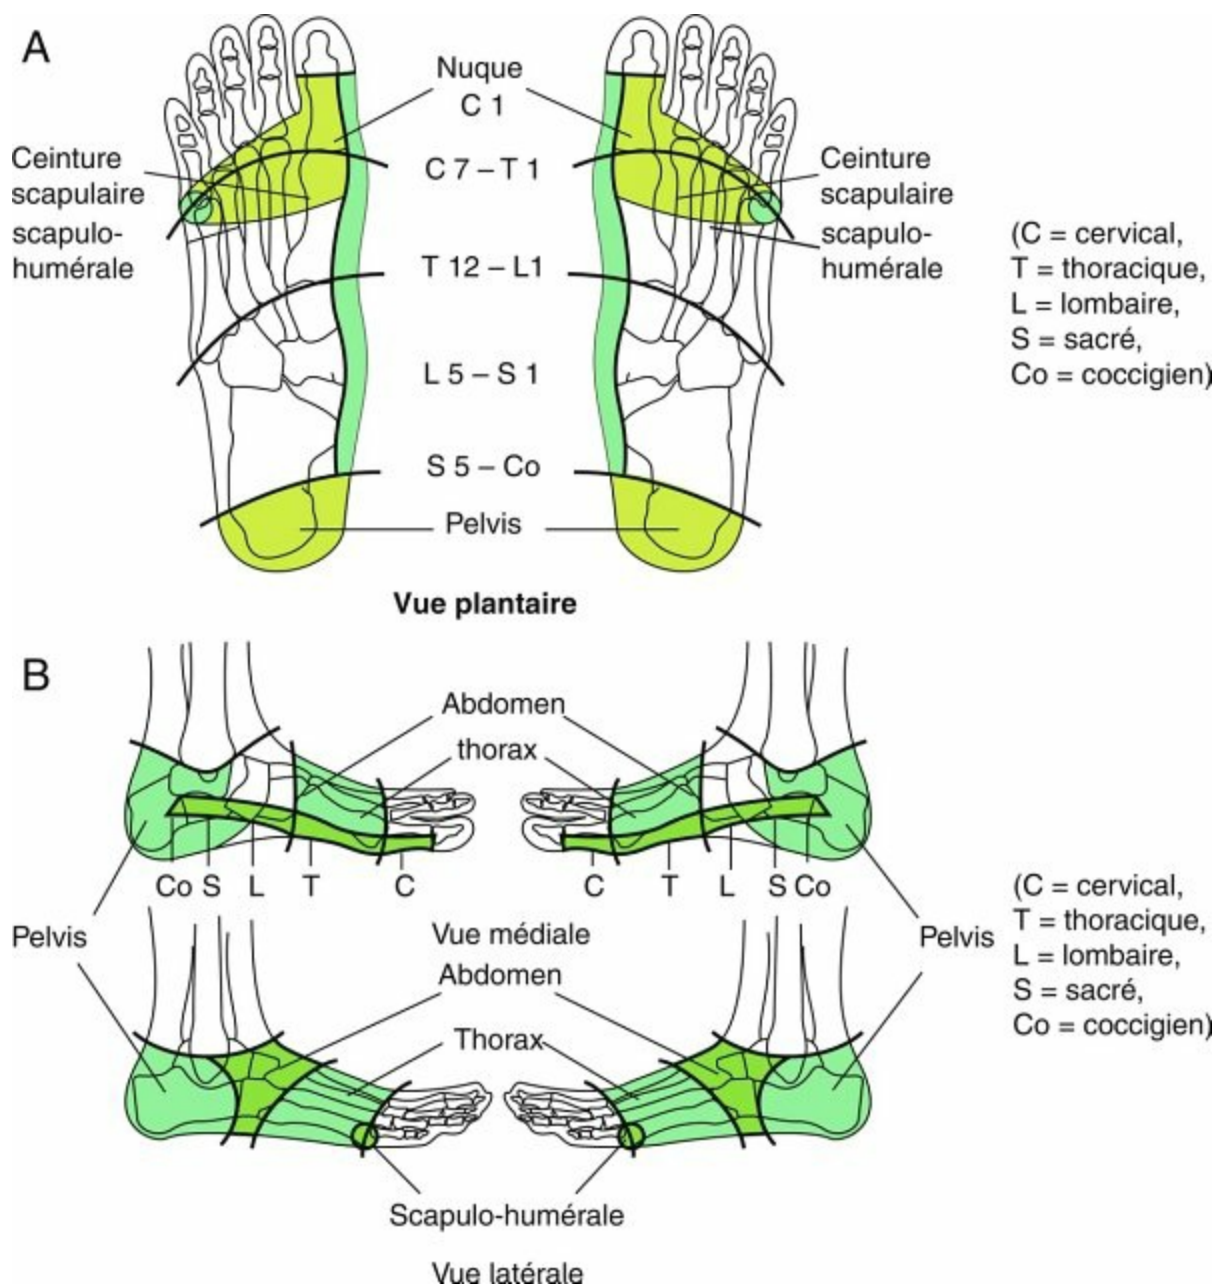 A
Nuque
C 1
Ceinture
scapulaire
scapulo-
humérale
C 7 – T 1
Ceinture
scapulaire
scapulo-
humérale
T 12 – L1
L 5 – S 1
S 5 – Co
Pelvis
(C = cervical,
T = thoracique,
L = lombaire,
S = sacré,
Co = coccigien)
Vue plantaire
B
Abdomen
thorax
Co S L T C
C T L S Co
Pelvis
Vue médiale
Pelvis
Abdomen
Thorax
(C = cervical,
T = thoracique,
L = lombaire,
S = sacré,
Co = coccigien)
Scapulo-humérale
Vue latérale